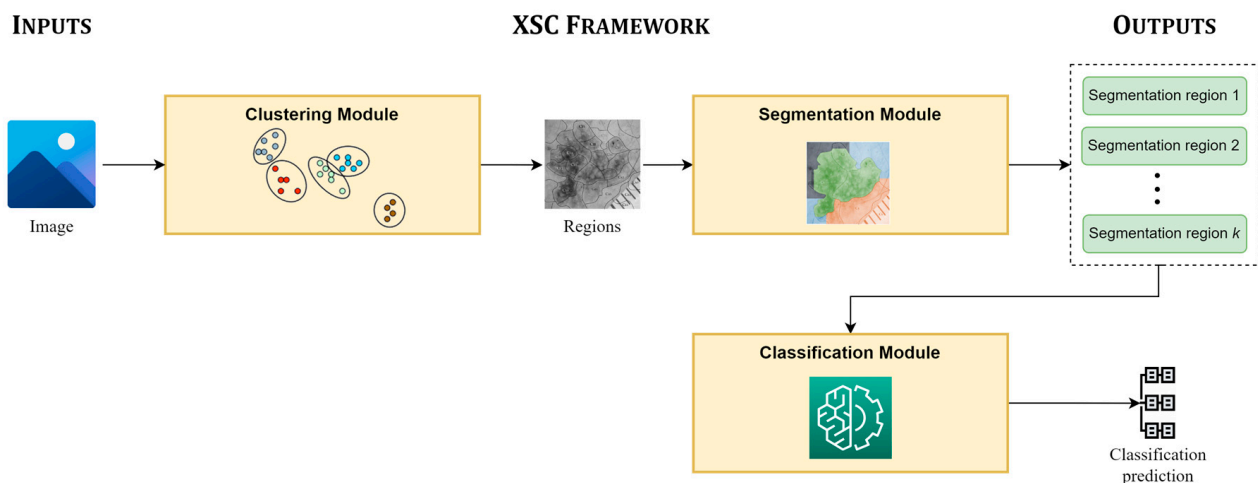 INPUTS
XSC FRAMEWORK
OUTPUTS
Clustering Module
Segmentation Module
Segmentation region 1
Segmentation region 2
Segmentation region k
Image
Regions
Classification Module
Classification
prediction